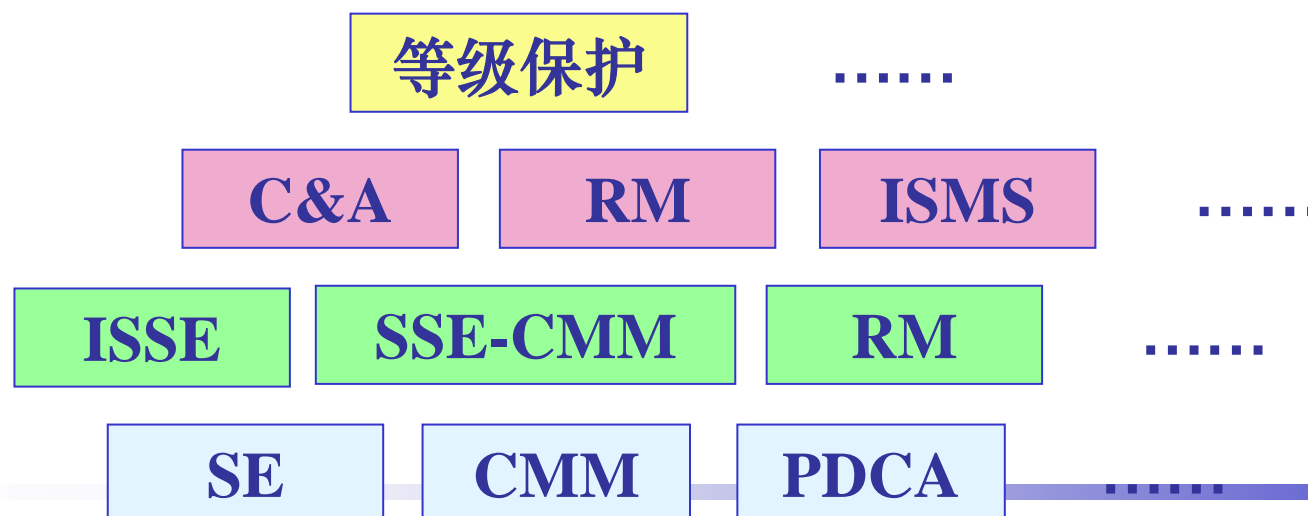 等级保护 ......
C&A RM ISMS ......
ISSE SSE-CMM RM ......
SE CMM PDCA ......